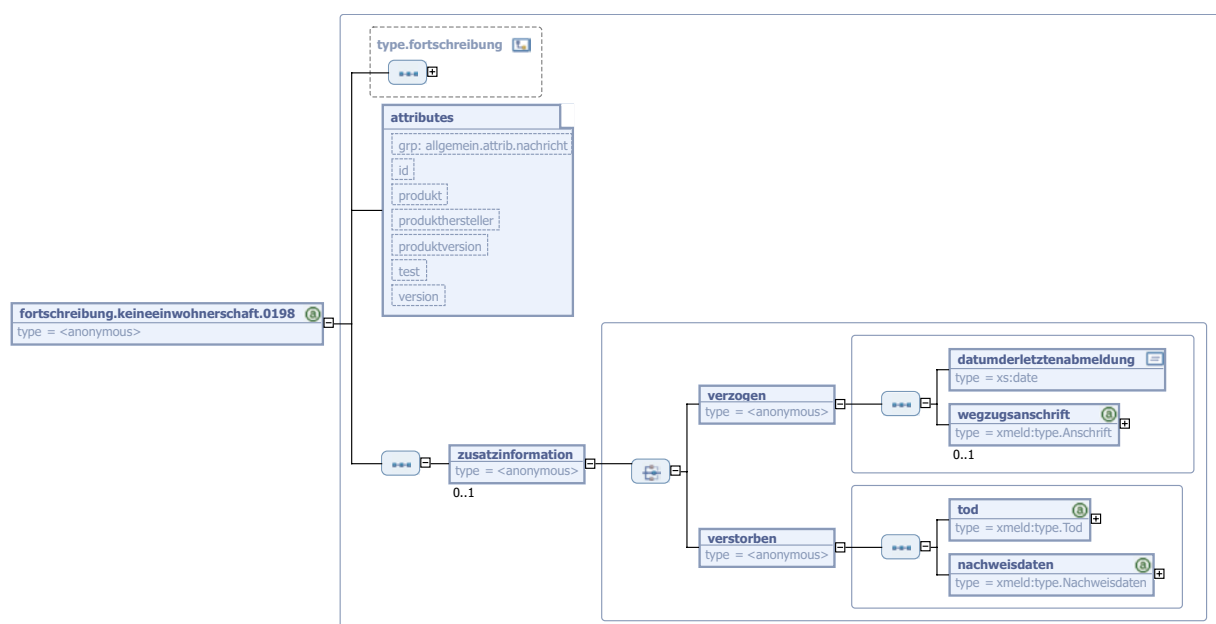 type.fortschreibung
attributes
grp: allgemein.attrib.nachricht
id
produkt
produkthersteller
produktversion
test
version
fortschreibung.keineeinwohnerschaft.0198
type = <anonymous>
zusatzinformation
type = <anonymous>
0..1
verzogen
type = <anonymous>
datumderletztenabmeldung
type = xs:date
wegzugsanschrift
type = xmeld:type.Anschrift
0..1
verstorben
type = <anonymous>
tod
type = xmeld:type.Tod
nachweisdaten
type = xmeld:type.Nachweisdaten